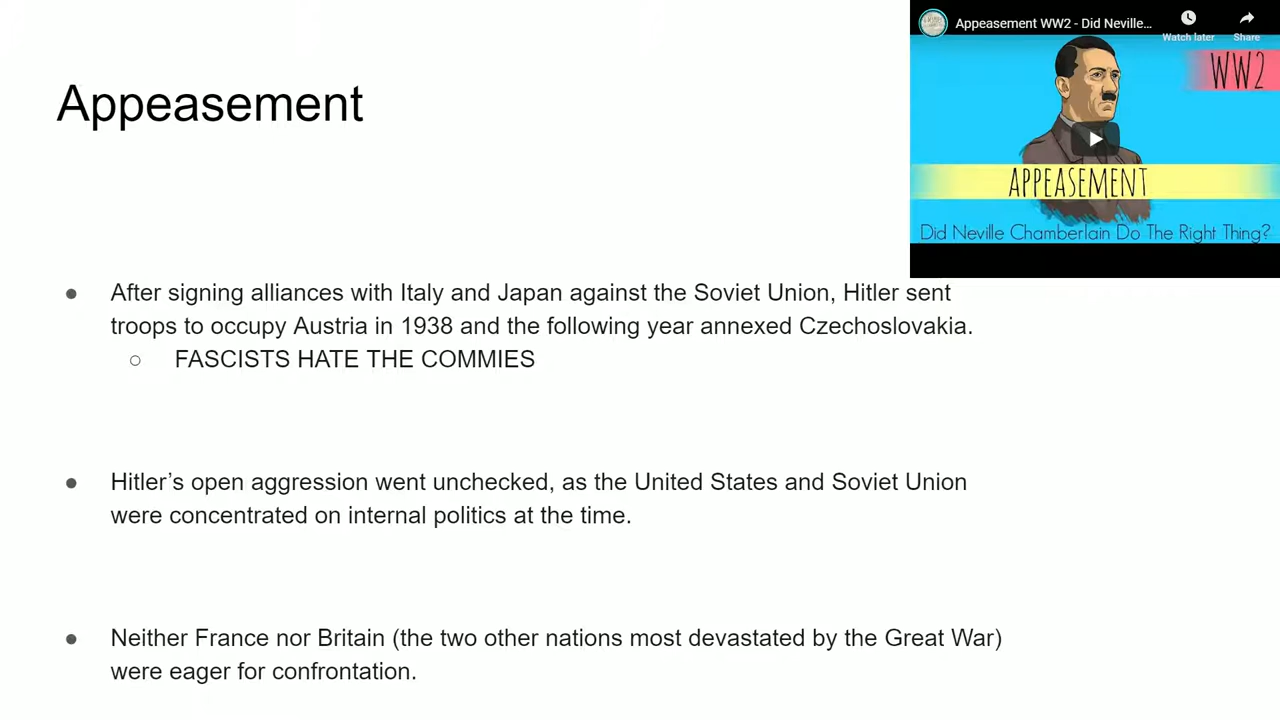 Appeasement WW2 - Did Neville...
Watch later
Share
WW2
APPEASEMENT
Did Neville Chamberlain Do The Right Thing?
Appeasement
● After signing alliances with Italy and Japan against the Soviet Union, Hitler sent
troops to occupy Austria in 1938 and the following year annexed Czechoslovakia.
○ FASCISTS HATE THE COMMIES
● Hitler’s open aggression went unchecked, as the United States and Soviet Union
were concentrated on internal politics at the time.
● Neither France nor Britain (the two other nations most devastated by the Great War)
were eager for confrontation.